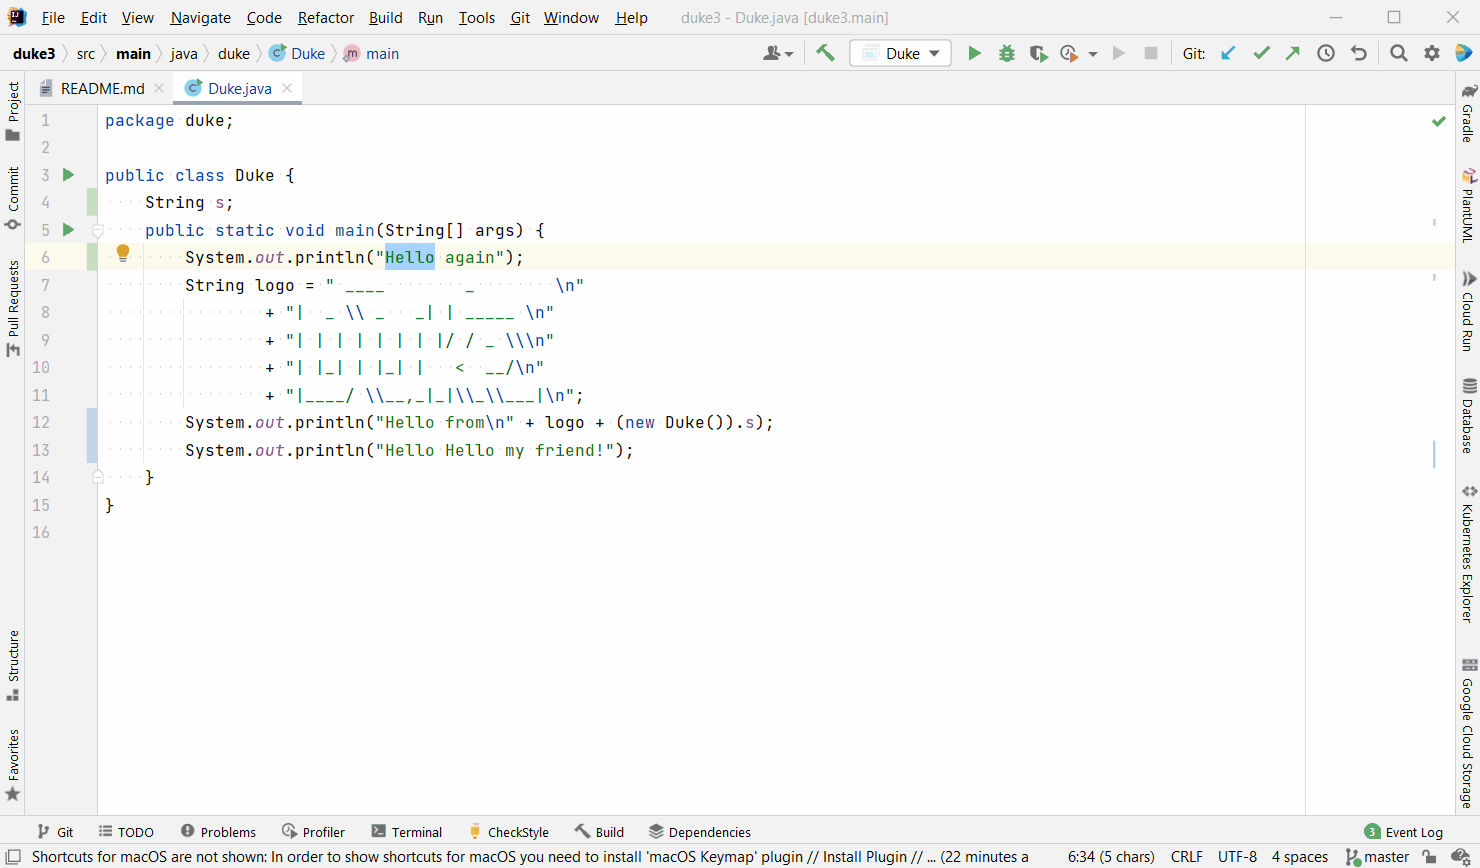 File Edit View Navigate Code Refactor Build Run Tools Git Window Help duke3 - Duke.java [duke3.main]
duke3 src main java duke Duke main Duke Git:
README.md Duke.java
Project
Commit
Pull Requests
Structure
Favorites
1 package duke;
2
3 public class Duke {
4 String s;
5 public static void main(String[] args) {
6 System.out.println("Hello again");
7 String logo = " ____        _        \n"
8 + "|  _ \\ _   _| | _____ \n"
9 + "| | | | | | | |/ / _ \\\n"
10 + "| |_| | |_| |   <  __/\n"
11 + "|____/ \\__,_|_|\\_\\___|\n";
12 System.out.println("Hello from\n" + logo + (new Duke()).s);
13 System.out.println("Hello Hello my friend!");
14 }
15 }
16
Gradle
PlantUML
Cloud Run
Database
Kubernetes Explorer
Google Cloud Storage
Git TODO Problems Profiler Terminal CheckStyle Build Dependencies 3 Event Log
Shortcuts for macOS are not shown: In order to show shortcuts for macOS you need to install 'macOS Keymap' plugin // Install Plugin // ... (22 minutes a 6:34 (5 chars) CRLF UTF-8 4 spaces master